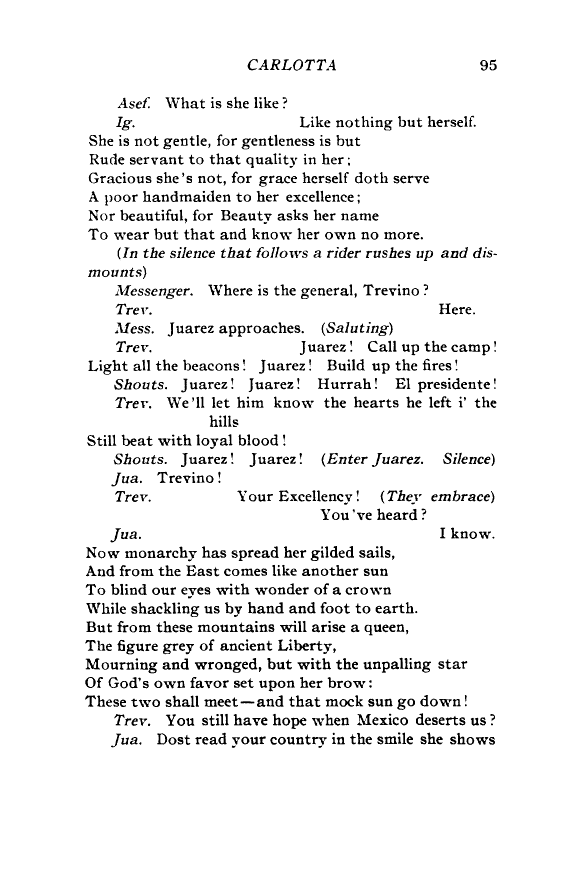 CARLOTTA 95
Asef. What is she like?
Ig. Like nothing but herself.
She is not gentle, for gentleness is but
Rude servant to that quality in her;
Gracious she's not, for grace herself doth serve
A poor handmaiden to her excellence;
Nor beautiful, for Beauty asks her name
To wear but that and know her own no more.
(In the silence that follows a rider rushes up and dis-
mounts)
Messenger. Where is the general, Trevino?
Trev. Here.
Mess. Juarez approaches. (Saluting)
Trev. Juarez! Call up the camp!
Light all the beacons! Juarez! Build up the fires!
Shouts. Juarez! Juarez! Hurrah! El presidente!
Trev. We'll let him know the hearts he left i' the
hills
Still beat with loyal blood!
Shouts. Juarez! Juarez! (Enter Juarez. Silence)
Jua. Trevino!
Trev. Your Excellency! (They embrace)
You've heard?
Jua. I know.
Now monarchy has spread her gilded sails,
And from the East comes like another sun
To blind our eyes with wonder of a crown
While shackling us by hand and foot to earth.
But from these mountains will arise a queen,
The figure grey of ancient Liberty,
Mourning and wronged, but with the unpalling star
Of God's own favor set upon her brow:
These two shall meet—and that mock sun go down!
Trev. You still have hope when Mexico deserts us?
Jua. Dost read your country in the smile she shows